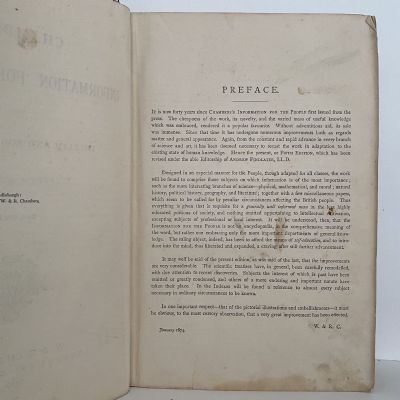 CH
INFORMATION FOR
Edinburgh:
W. & R. Chambers.
PREFACE.
It is now forty years since Chambers's Information for the People first issued from the
press. The cheapness of the work, its novelty, and the varied mass of useful knowledge
which was embraced, rendered it a popular favourite. Without adventitious aid, its sale
was immense. Since that time it has undergone numerous improvements both as regards
matter and general appearance. Again, from the constant and rapid advance in every branch
of science and art, it has been deemed necessary to recast the work in adaptation to the
existing state of human knowledge. Hence the present, or Fifth Edition, which has been
revised under the able Editorship of Andrew Findlater, LL.D.
Designed in an especial manner for the People, though adapted for all classes, the work
will be found to comprise those subjects on which information is of the most importance;
such as the more interesting branches of science—physical, mathematical, and moral; natural
history, political history, geography, and literature; together with a few miscellaneous papers,
which seem to be called for by peculiar circumstances affecting the British people. Thus
everything is given that is requisite for a generally well informed man in the less highly
educated portions of society, and nothing omitted appertaining to intellectual cultivation,
excepting subjects of professional or local interest. It will be understood, then, that the
Information for the People is not an encyclopædia, in the comprehensive meaning of
the word, but rather one embracing only the more important departments of general know-
ledge. The ruling object, indeed, has been to afford the means of self-education, and to intro-
duce into the mind, thus liberated and expanded, a craving after still further advancement.
It may well be said of the present edition, as was said of the last, that the improvements
are very considerable. The scientific treatises have, in general, been carefully remodelled,
with due attention to recent discoveries. Subjects the interest of which is past have been
omitted or greatly condensed, and others of a more enduring and important nature have
taken their place. In the Indexes will be found a reference to almost every subject
necessary in ordinary circumstances to be known.
In one important respect—that of the pictorial illustrations and embellishments—it must
be obvious, to the most cursory observation, that a very great improvement has been effected.
W. & R. C.
January 1874.